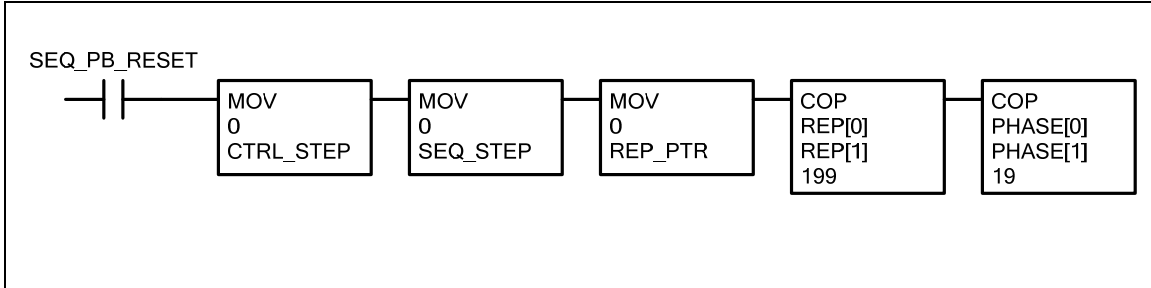 SEQ_PB_RESET
MOV
0
CTRL_STEP
MOV
0
SEQ_STEP
MOV
0
REP_PTR
COP
REP[0]
REP[1]
199
COP
PHASE[0]
PHASE[1]
19